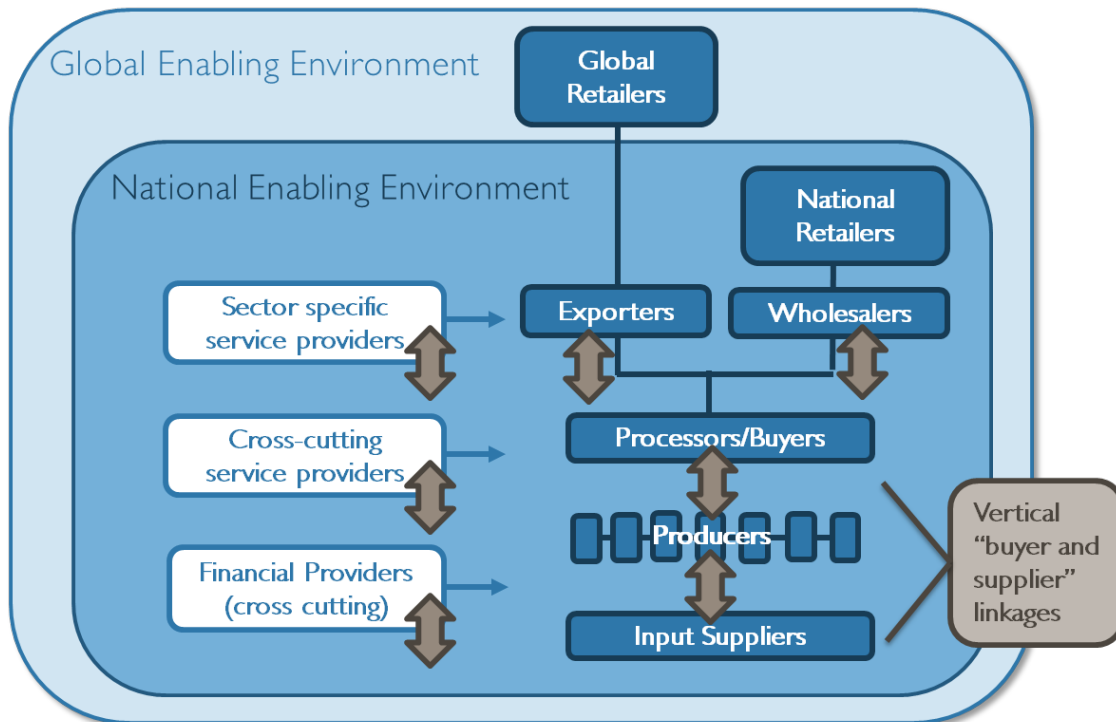 Global Enabling Environment
Global
Retailers
National Enabling Environment
National
Retailers
Sector specific
service providers
Exporters
Wholesalers
Cross-cutting
service providers
Processors/Buyers
Producers
Financial Providers
(cross cutting)
Input Suppliers
Vertical
“buyer and
supplier”
linkages